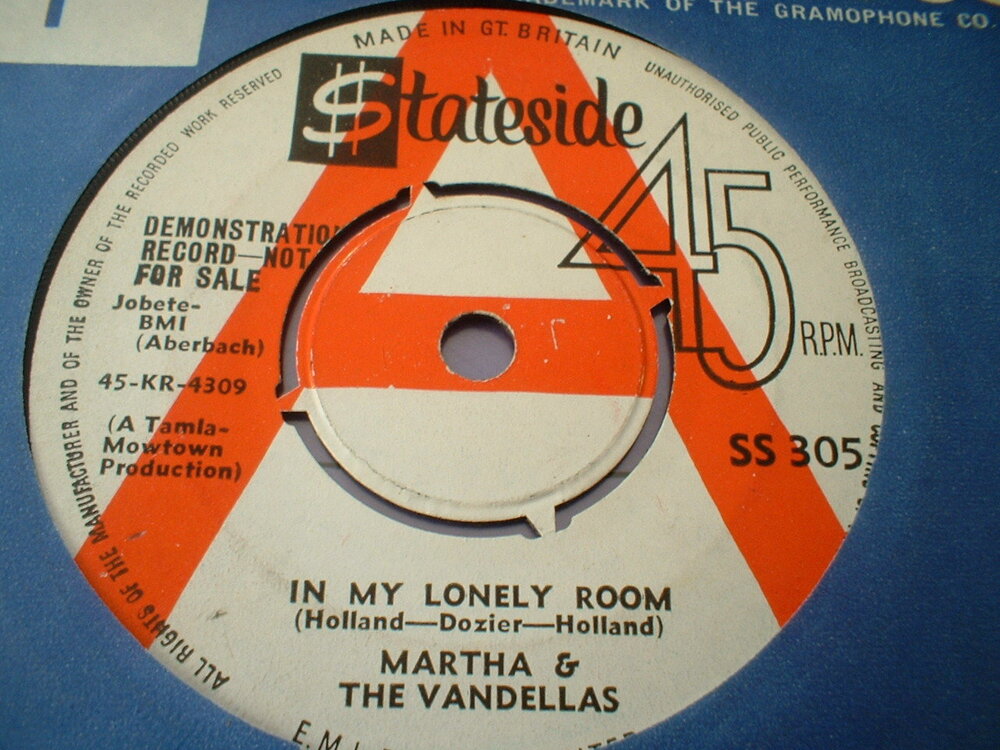 TRADEMARK OF THE GRAMOPHONE CO.
MADE IN GT. BRITAIN
Stateside
45
R.P.M.
DEMONSTRATION
RECORD—NOT
FOR SALE
Jobete-
BMI
(Aberbach)
45-KR-4309
(A Tamla-
Mowtown
Production)
SS 305
A
IN MY LONELY ROOM
(Holland—Dozier—Holland)
MARTHA &
THE VANDELLAS
ALL RIGHTS OF THE MANUFACTURER AND OF THE OWNER OF THE RECORDED WORK RESERVED
UNAUTHORISED PUBLIC PERFORMANCE BROADCASTING AND
E.M.I.